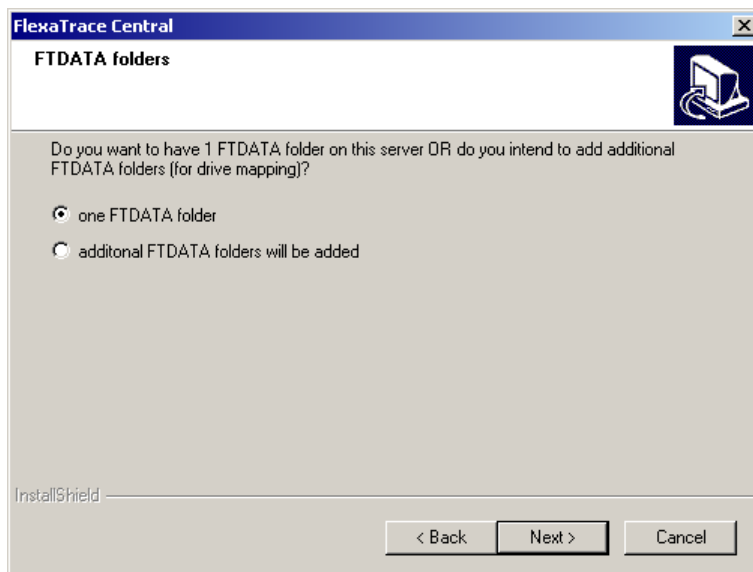 FlexaTrace Central
FTDATA folders
Do you want to have 1 FTDATA folder on this server OR do you intend to add additional
FTDATA folders (for drive mapping)?
one FTDATA folder
additonal FTDATA folders will be added
InstallShield
< Back
Next >
Cancel